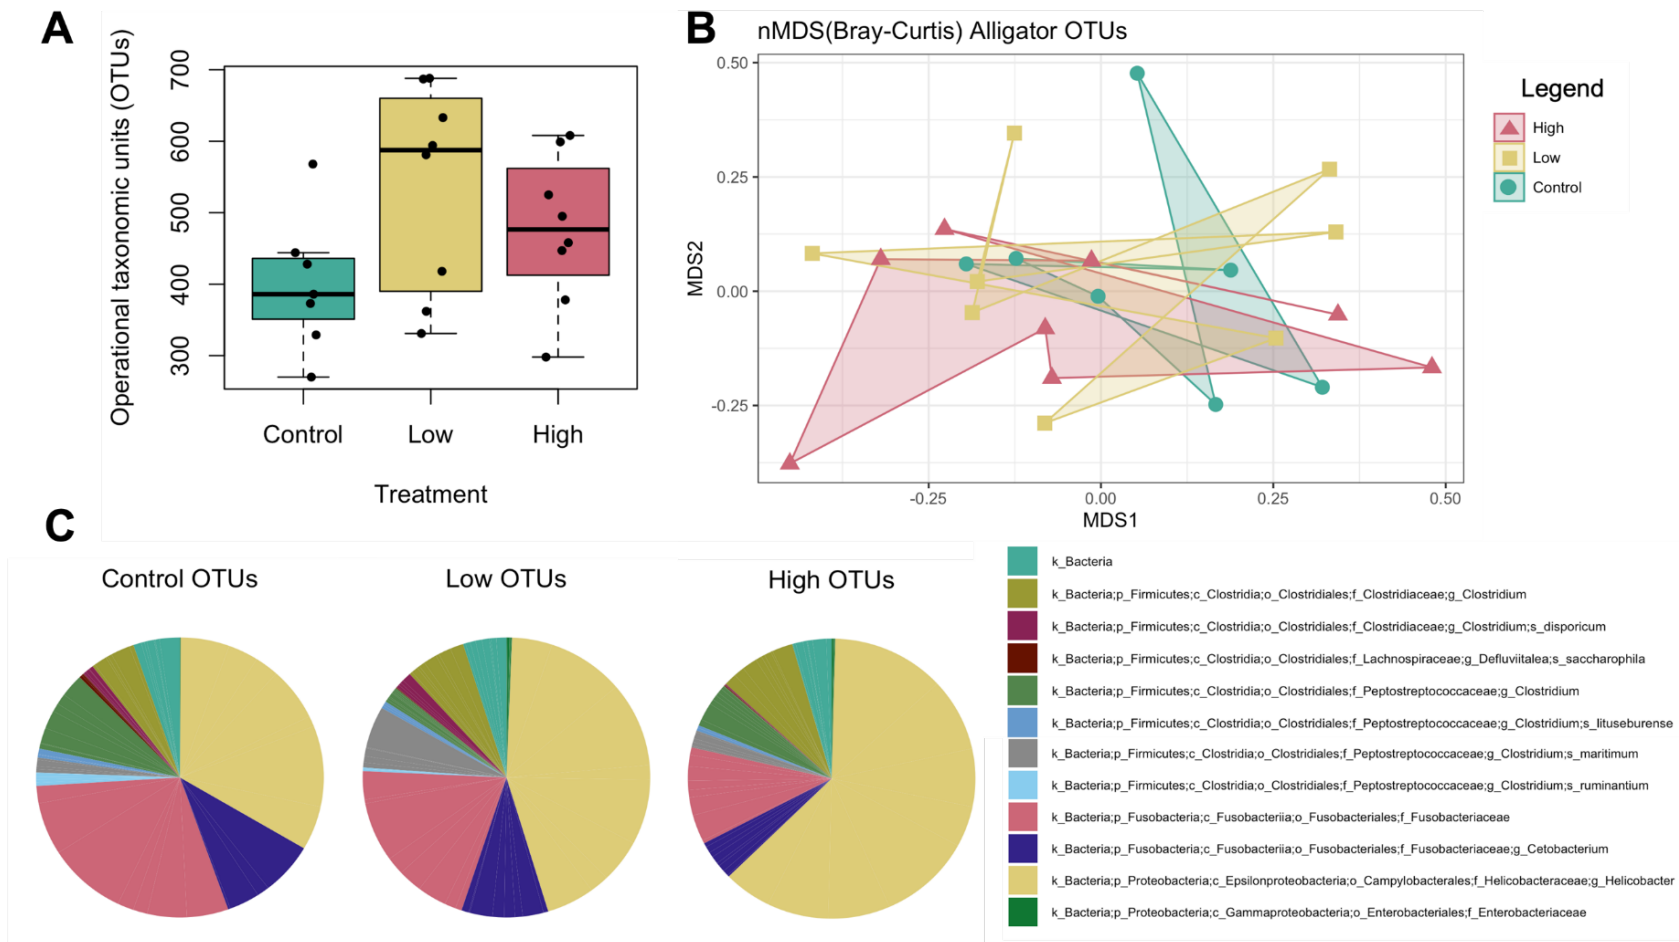 A
Operational taxonomic units (OTUs)
700
600
500
400
300
Control
Low
High
Treatment
B
nMDS(Bray-Curtis) Alligator OTUs
MDS2
0.50
0.25
0.00
-0.25
-0.25
0.00
0.25
0.50
MDS1
Legend
High
Low
Control
C
Control OTUs
Low OTUs
High OTUs
k_Bacteria
k_Bacteria;p_Firmicutes;c_Clostridia;o_Clostridiales;f_Clostridiaceae;g_Clostridium
k_Bacteria;p_Firmicutes;c_Clostridia;o_Clostridiales;f_Clostridiaceae;g_Clostridium;s_disporicum
k_Bacteria;p_Firmicutes;c_Clostridia;o_Clostridiales;f_Lachnospiraceae;g_Defluviitalea;s_saccharophila
k_Bacteria;p_Firmicutes;c_Clostridia;o_Clostridiales;f_Peptostreptococcaceae;g_Clostridium
k_Bacteria;p_Firmicutes;c_Clostridia;o_Clostridiales;f_Peptostreptococcaceae;g_Clostridium;s_lituseburense
k_Bacteria;p_Firmicutes;c_Clostridia;o_Clostridiales;f_Peptostreptococcaceae;g_Clostridium;s_maritimum
k_Bacteria;p_Firmicutes;c_Clostridia;o_Clostridiales;f_Peptostreptococcaceae;g_Clostridium;s_ruminantium
k_Bacteria;p_Fusobacteria;c_Fusobacteriia;o_Fusobacteriales;f_Fusobacteriaceae
k_Bacteria;p_Fusobacteria;c_Fusobacteriia;o_Fusobacteriales;f_Fusobacteriaceae;g_Cetobacterium
k_Bacteria;p_Proteobacteria;c_Epsilonproteobacteria;o_Campylobacterales;f_Helicobacteraceae;g_Helicobacter
k_Bacteria;p_Proteobacteria;c_Gammaproteobacteria;o_Enterobacteriales;f_Enterobacteriaceae